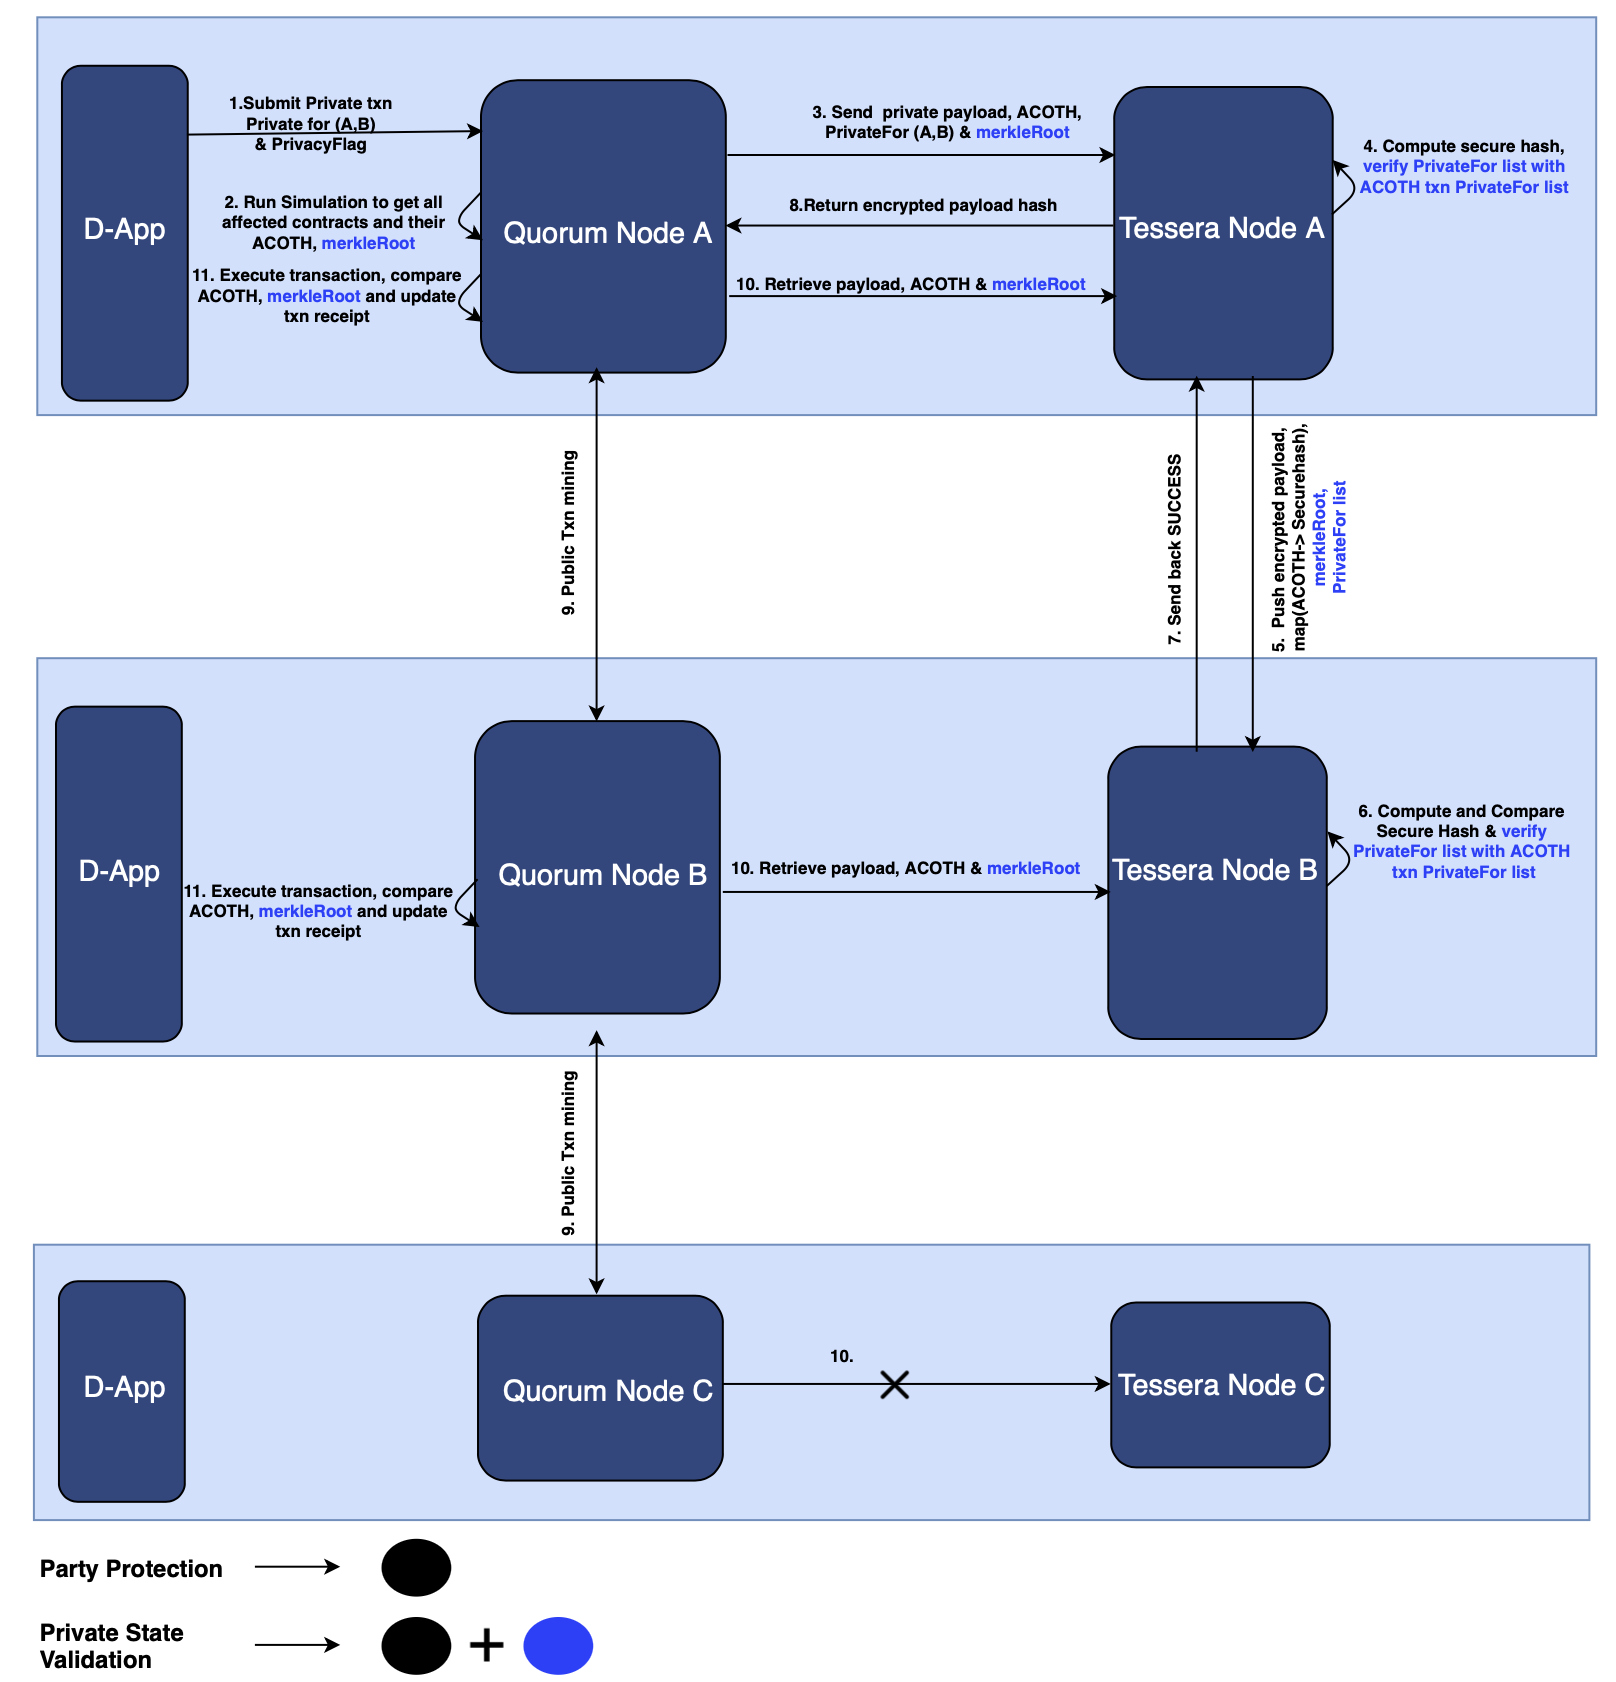 1.Submit Private txn
Private for (A,B)
& PrivacyFlag
D-App
2. Run Simulation to get all
affected contracts and their
ACOTH, merkleRoot
11. Execute transaction, compare
ACOTH, merkleRoot and update
txn receipt
Quorum Node A
3. Send  private payload, ACOTH,
PrivateFor (A,B) & merkleRoot
8.Return encrypted payload hash
10. Retrieve payload, ACOTH & merkleRoot
Tessera Node A
4. Compute secure hash,
verify PrivateFor list with
ACOTH txn PrivateFor list
9. Public Txn mining
7. Send back SUCCESS
5.  Push encrypted payload,
map(ACOTH-> Securehash),
merkleRoot,
PrivateFor list
D-App
11. Execute transaction, compare
ACOTH, merkleRoot and update
txn receipt
Quorum Node B
10. Retrieve payload, ACOTH & merkleRoot
Tessera Node B
6. Compute and Compare
Secure Hash & verify
PrivateFor list with ACOTH
txn PrivateFor list
9. Public Txn mining
D-App
Quorum Node C
10.
Tessera Node C
Party Protection
Private State
Validation